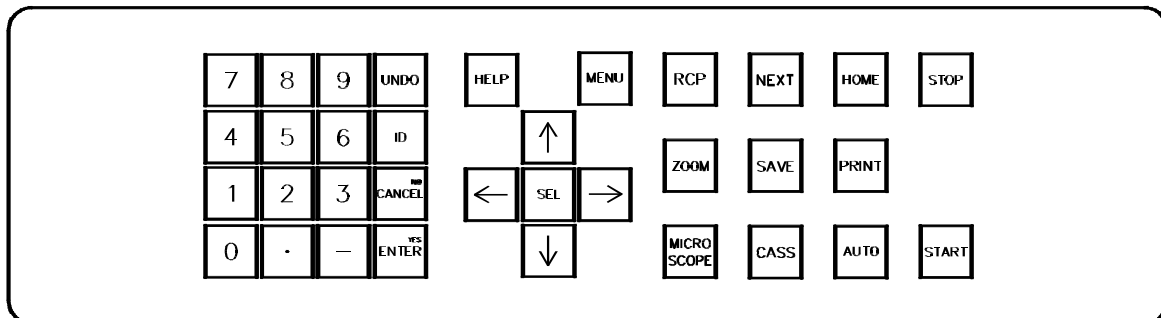 7 8 9 UNDO HELP MENU RCP NEXT HOME STOP
4 5 6 ID ↑
ZOOM SAVE PRINT
1 2 3 NO CANCEL ← SEL →
0 · — YES ENTER ↓ MICRO SCOPE CASS AUTO START